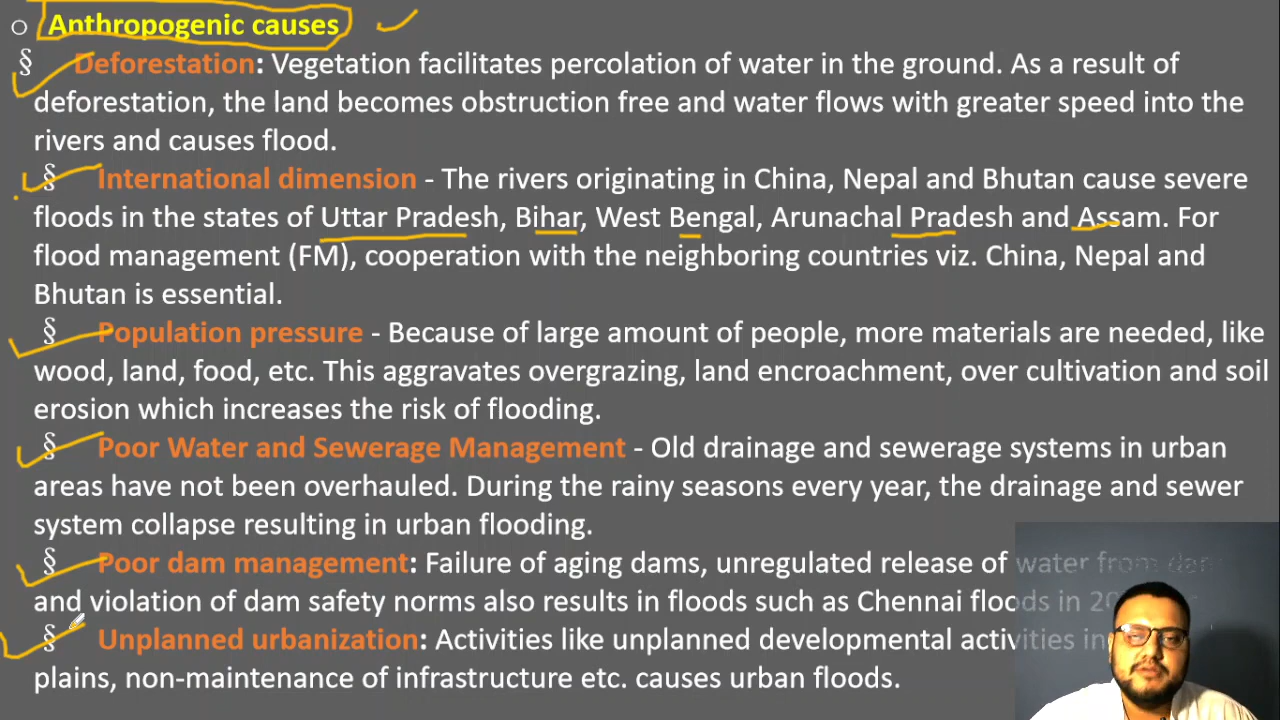 o Anthropogenic causes
§ Deforestation: Vegetation facilitates percolation of water in the ground. As a result of
deforestation, the land becomes obstruction free and water flows with greater speed into the
rivers and causes flood.
§ International dimension - The rivers originating in China, Nepal and Bhutan cause severe
floods in the states of Uttar Pradesh, Bihar, West Bengal, Arunachal Pradesh and Assam. For
flood management (FM), cooperation with the neighboring countries viz. China, Nepal and
Bhutan is essential.
§ Population pressure - Because of large amount of people, more materials are needed, like
wood, land, food, etc. This aggravates overgrazing, land encroachment, over cultivation and soil
erosion which increases the risk of flooding.
§ Poor Water and Sewerage Management - Old drainage and sewerage systems in urban
areas have not been overhauled. During the rainy seasons every year, the drainage and sewer
system collapse resulting in urban flooding.
§ Poor dam management: Failure of aging dams, unregulated release of water from
and violation of dam safety norms also results in floods such as Chennai floods in
§ Unplanned urbanization: Activities like unplanned developmental activities in
plains, non-maintenance of infrastructure etc. causes urban floods.